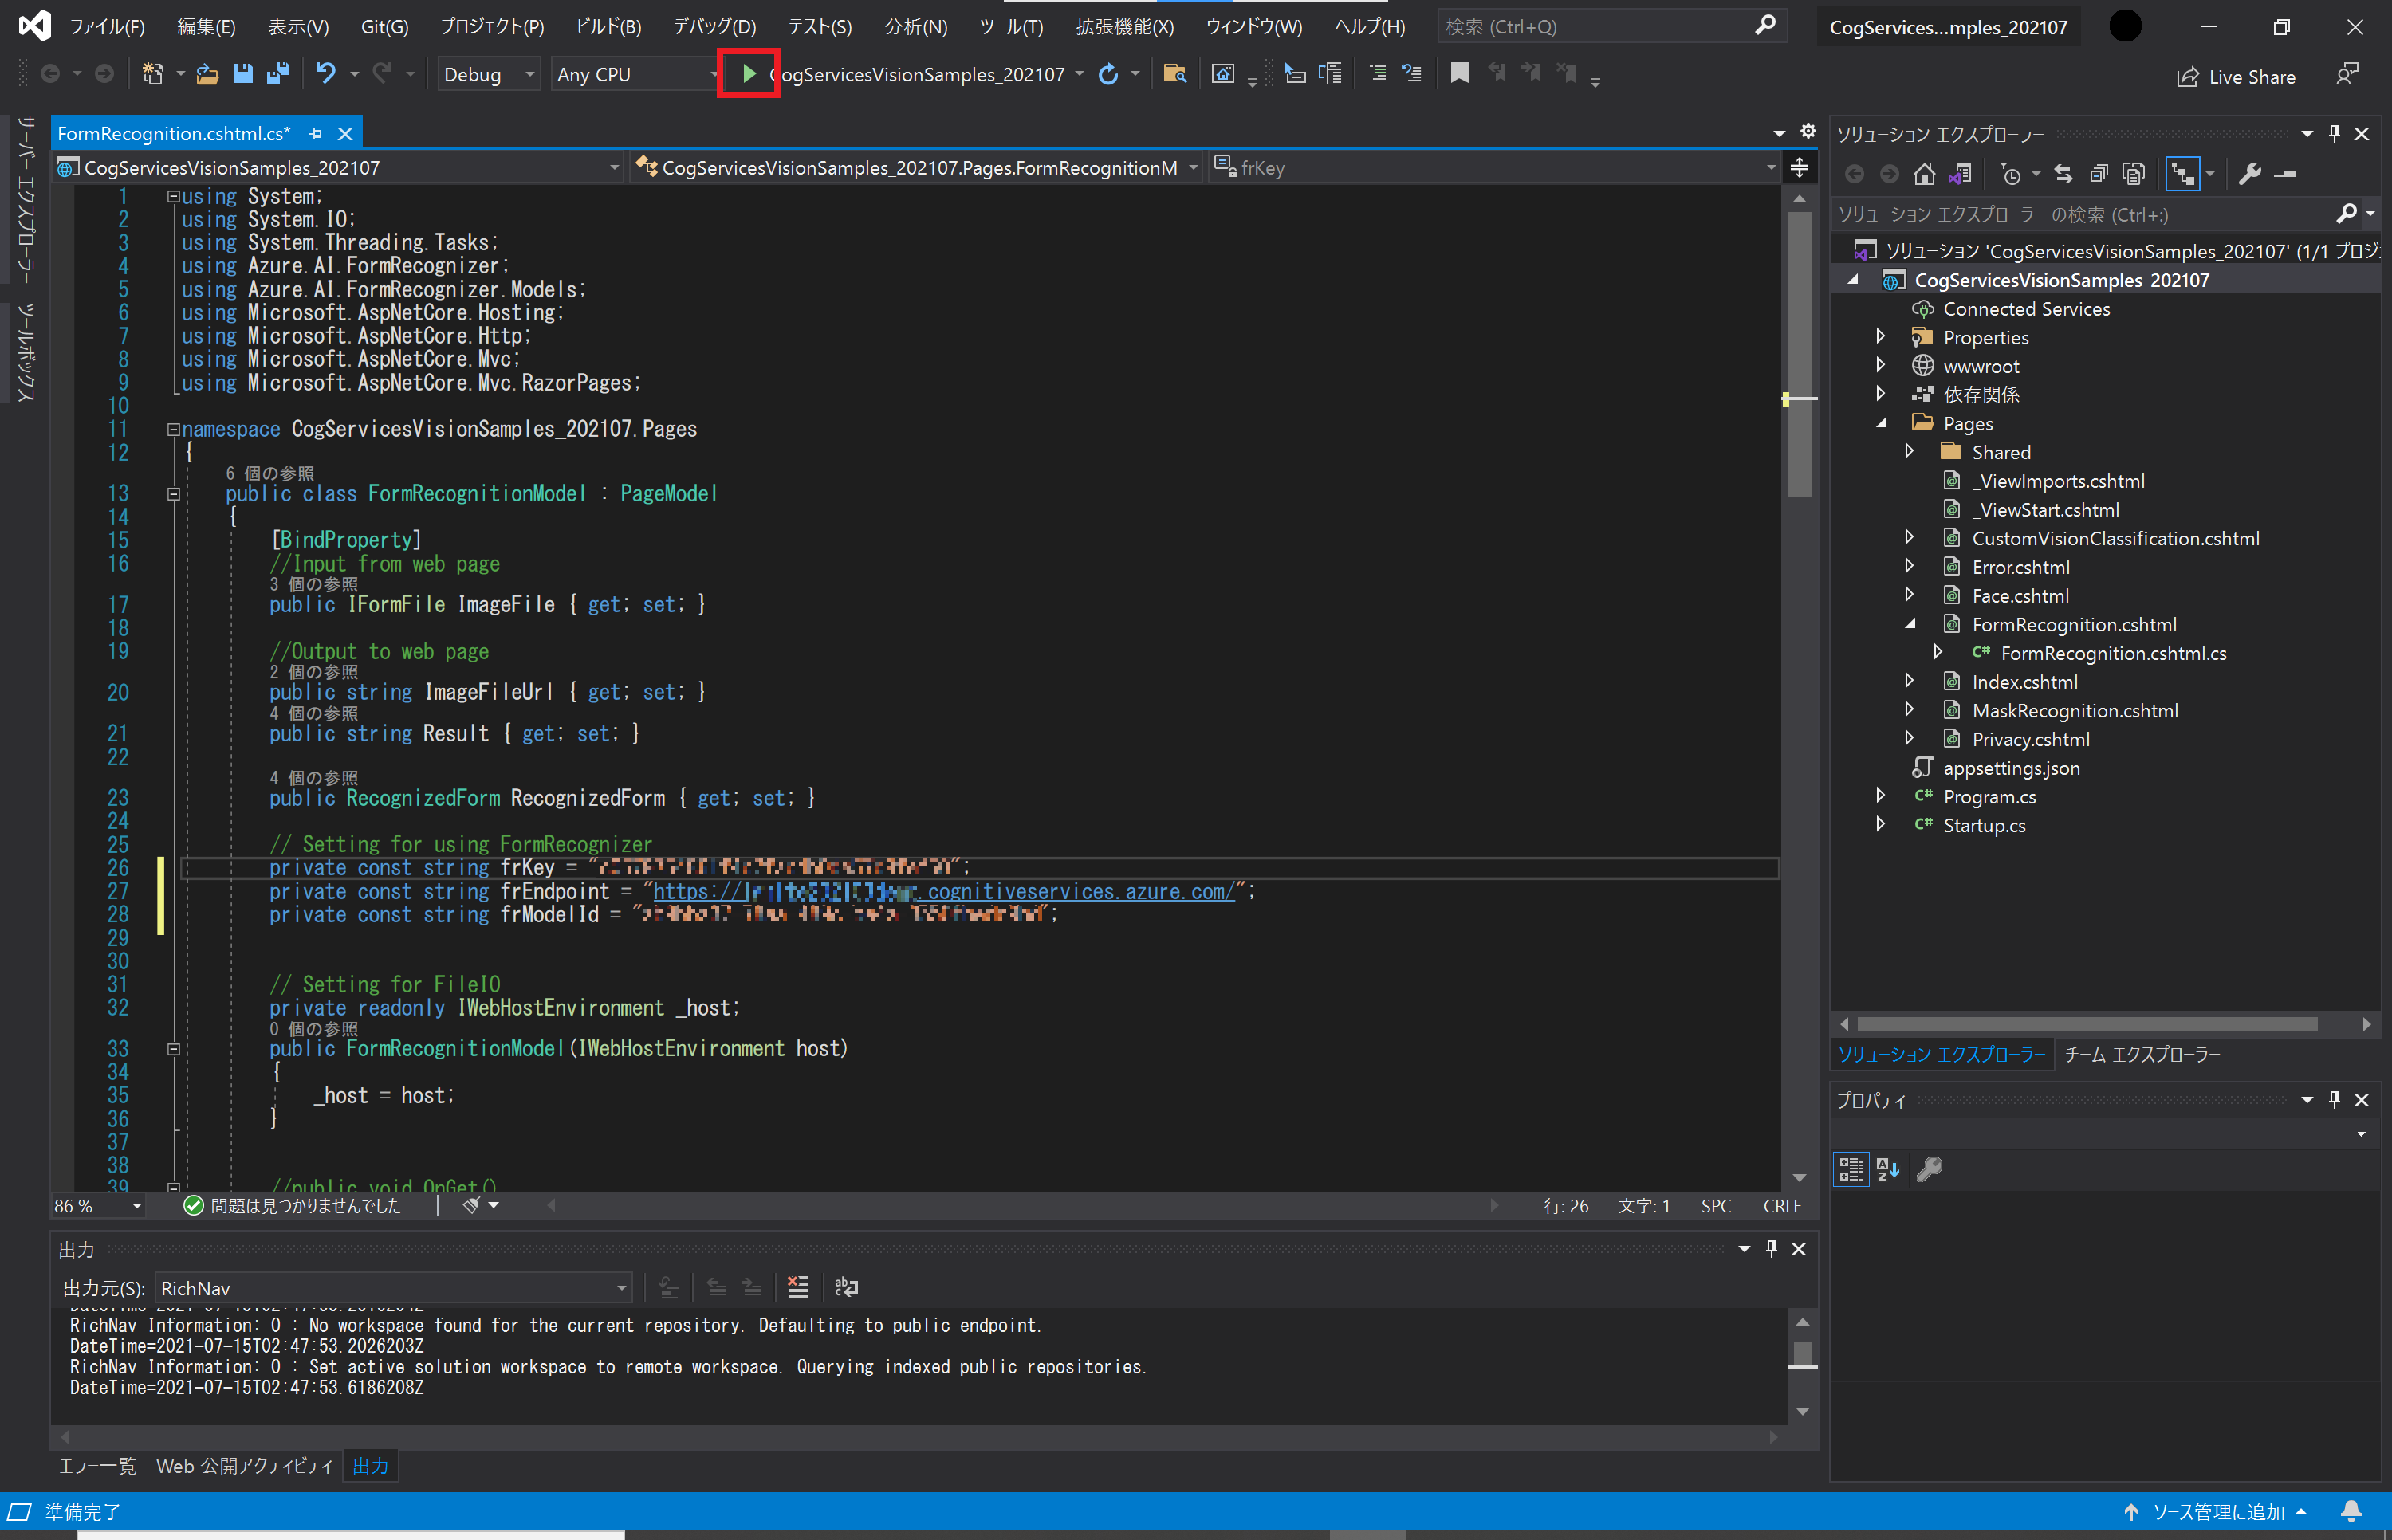 ファイル(F) 編集(E) 表示(V) Git(G) プロジェクト(P) ビルド(B) デバッグ(D) テスト(S) 分析(N) ツール(T) 拡張機能(X) ウィンドウ(W) ヘルプ(H) 検索 (Ctrl+Q) CogServices...mples_202107
Debug Any CPU CogServicesVisionSamples_202107 Live Share
サーバー エクスプローラー
ツールボックス
FormRecognition.cshtml.cs*
CogServicesVisionSamples_202107 CogServicesVisionSamples_202107.Pages.FormRecognitionM frKey
1 using System;
2 using System.IO;
3 using System.Threading.Tasks;
4 using Azure.AI.FormRecognizer;
5 using Azure.AI.FormRecognizer.Models;
6 using Microsoft.AspNetCore.Hosting;
7 using Microsoft.AspNetCore.Http;
8 using Microsoft.AspNetCore.Mvc;
9 using Microsoft.AspNetCore.Mvc.RazorPages;
10
11 namespace CogServicesVisionSamples_202107.Pages
12 {
6 個の参照
13 public class FormRecognitionModel : PageModel
14 {
15 [BindProperty]
16 //Input from web page
3 個の参照
17 public IFormFile ImageFile { get; set; }
18
19 //Output to web page
2 個の参照
20 public string ImageFileUrl { get; set; }
4 個の参照
21 public string Result { get; set; }
22
4 個の参照
23 public RecognizedForm RecognizedForm { get; set; }
24
25 // Setting for using FormRecognizer
26 private const string frKey = "";
27 private const string frEndpoint = "https://.cognitiveservices.azure.com/";
28 private const string frModelId = "";
29
30
31 // Setting for FileIO
32 private readonly IWebHostEnvironment _host;
0 個の参照
33 public FormRecognitionModel(IWebHostEnvironment host)
34 {
35 _host = host;
36 }
37
38
39 //public void OnGet()
86 % 問題は見つかりませんでした 行: 26 文字: 1 SPC CRLF
出力
出力元(S): RichNav
RichNav Information: 0 : No workspace found for the current repository. Defaulting to public endpoint.
DateTime=2021-07-15T02:47:53.2026203Z
RichNav Information: 0 : Set active solution workspace to remote workspace. Querying indexed public repositories.
DateTime=2021-07-15T02:47:53.6186208Z
エラー一覧 Web 公開アクティビティ 出力
ソリューション エクスプローラー
ソリューション エクスプローラー の検索 (Ctrl+:)
ソリューション 'CogServicesVisionSamples_202107' (1/1 プロジ
CogServicesVisionSamples_202107
Connected Services
Properties
wwwroot
依存関係
Pages
Shared
_ViewImports.cshtml
_ViewStart.cshtml
CustomVisionClassification.cshtml
Error.cshtml
Face.cshtml
FormRecognition.cshtml
C# FormRecognition.cshtml.cs
Index.cshtml
MaskRecognition.cshtml
Privacy.cshtml
appsettings.json
C# Program.cs
C# Startup.cs
ソリューション エクスプローラー チーム エクスプローラー
プロパティ
準備完了 ソース管理に追加